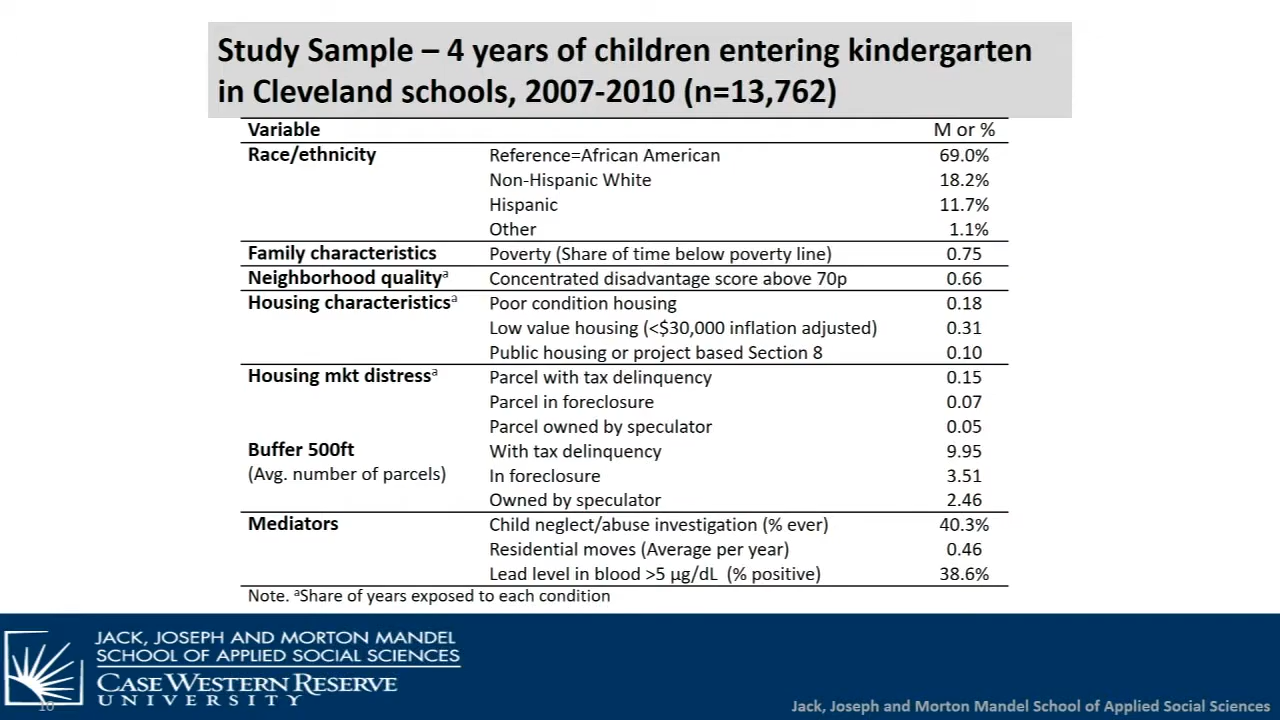 Study Sample – 4 years of children entering kindergarten
in Cleveland schools, 2007-2010 (n=13,762)
Variable M or %
Race/ethnicity Reference=African American 69.0%
Non-Hispanic White 18.2%
Hispanic 11.7%
Other 1.1%
Family characteristics Poverty (Share of time below poverty line) 0.75
Neighborhood qualityᵃ Concentrated disadvantage score above 70p 0.66
Housing characteristicsᵃ Poor condition housing 0.18
Low value housing (<$30,000 inflation adjusted) 0.31
Public housing or project based Section 8 0.10
Housing mkt distressᵃ Parcel with tax delinquency 0.15
Parcel in foreclosure 0.07
Parcel owned by speculator 0.05
Buffer 500ft With tax delinquency 9.95
(Avg. number of parcels) In foreclosure 3.51
Owned by speculator 2.46
Mediators Child neglect/abuse investigation (% ever) 40.3%
Residential moves (Average per year) 0.46
Lead level in blood >5 µg/dL (% positive) 38.6%
Note. ᵃShare of years exposed to each condition
JACK, JOSEPH AND MORTON MANDEL
SCHOOL OF APPLIED SOCIAL SCIENCES
CASE WESTERN RESERVE
UNIVERSITY
10
Jack, Joseph and Morton Mandel School of Applied Social Sciences